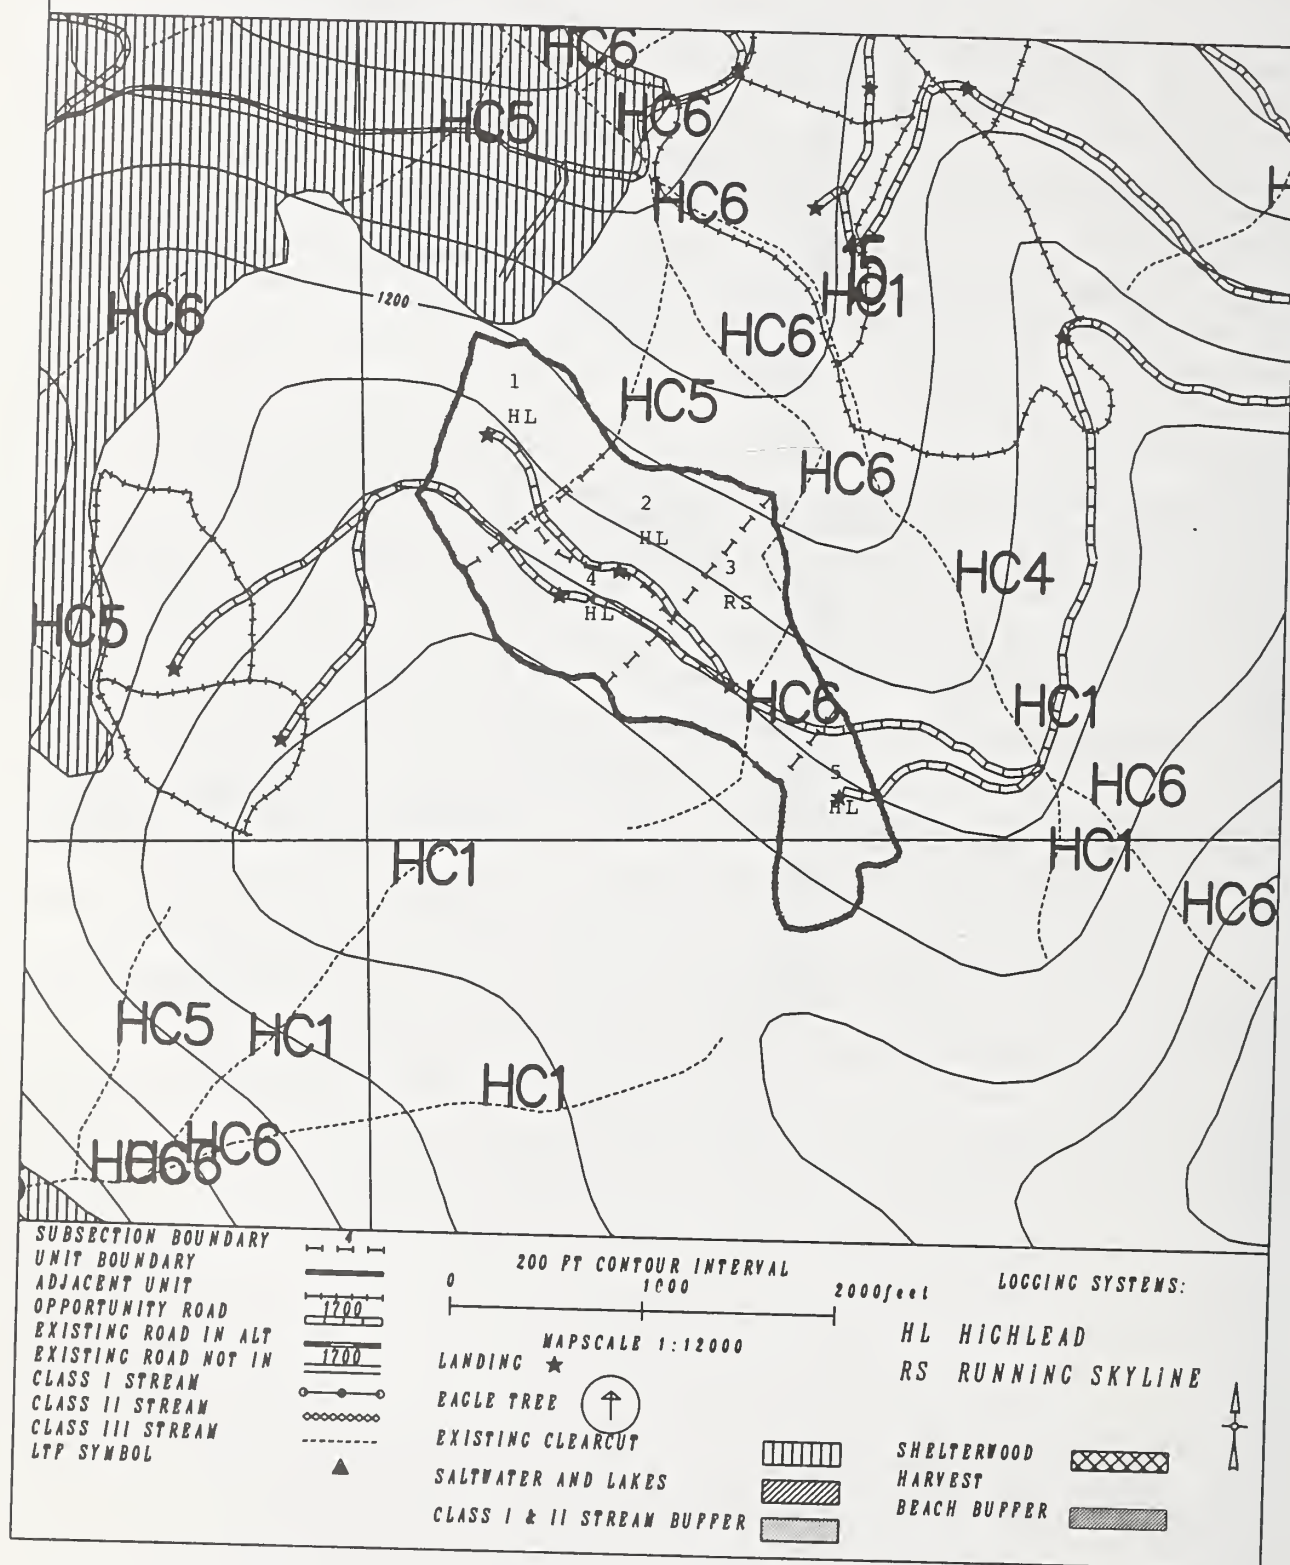 HC6
HC5
HC6
HC6
H
15
HC1
HC6
1200
HC6
1
HL
HC5
HC6
2
HL
3
RS
4
HL
HC4
HC5
HC6
HC1
5
HL
HC6
HC1
HC1
HC6
HC5
HC1
HC1
HC6
HC6
SUBSECTION BOUNDARY 4
UNIT BOUNDARY
ADJACENT UNIT
OPPORTUNITY ROAD 1700
EXISTING ROAD IN ALT
EXISTING ROAD NOT IN 1700
CLASS I STREAM
CLASS II STREAM
CLASS III STREAM
LTF SYMBOL
200 FT CONTOUR INTERVAL
0 1000 2000feet
MAPSCALE 1:12000
LANDING
EAGLE TREE
EXISTING CLEARCUT
SALTWATER AND LAKES
CLASS I & II STREAM BUFFER
LOGGING SYSTEMS:
HL HIGHLEAD
RS RUNNING SKYLINE
SHELTERWOOD
HARVEST
BEACH BUFFER